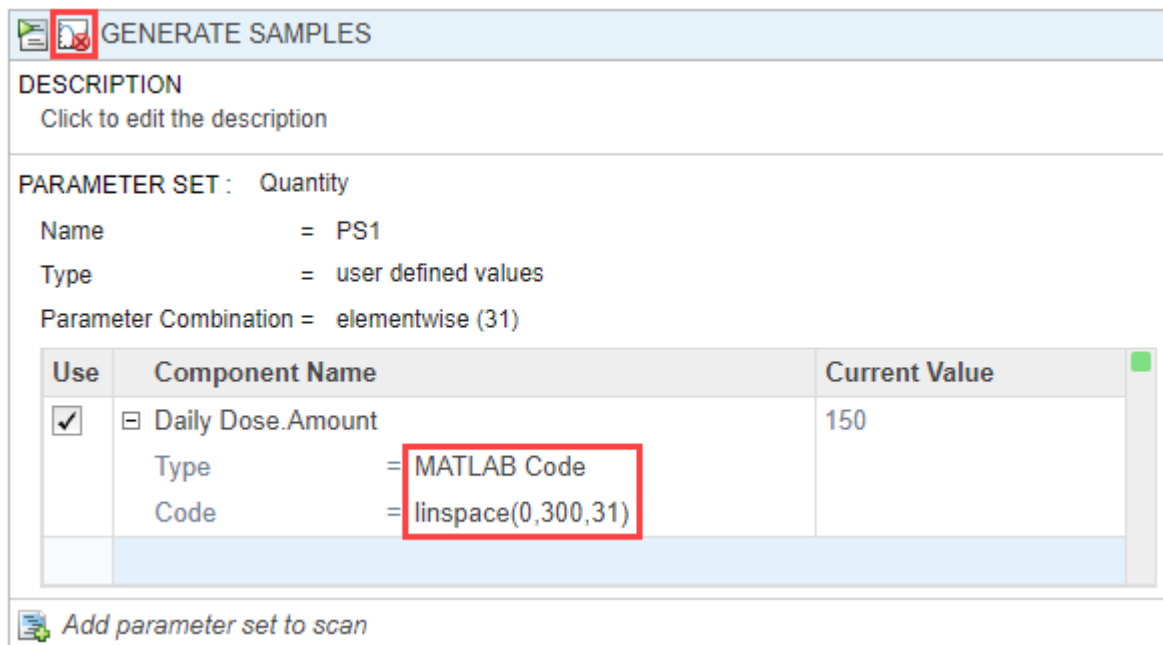 GENERATE SAMPLES
DESCRIPTION
Click to edit the description
PARAMETER SET : Quantity
Name = PS1
Type = user defined values
Parameter Combination = elementwise (31)
Use Component Name Current Value
Daily Dose.Amount 150
Type = MATLAB Code
Code = linspace(0,300,31)
Add parameter set to scan